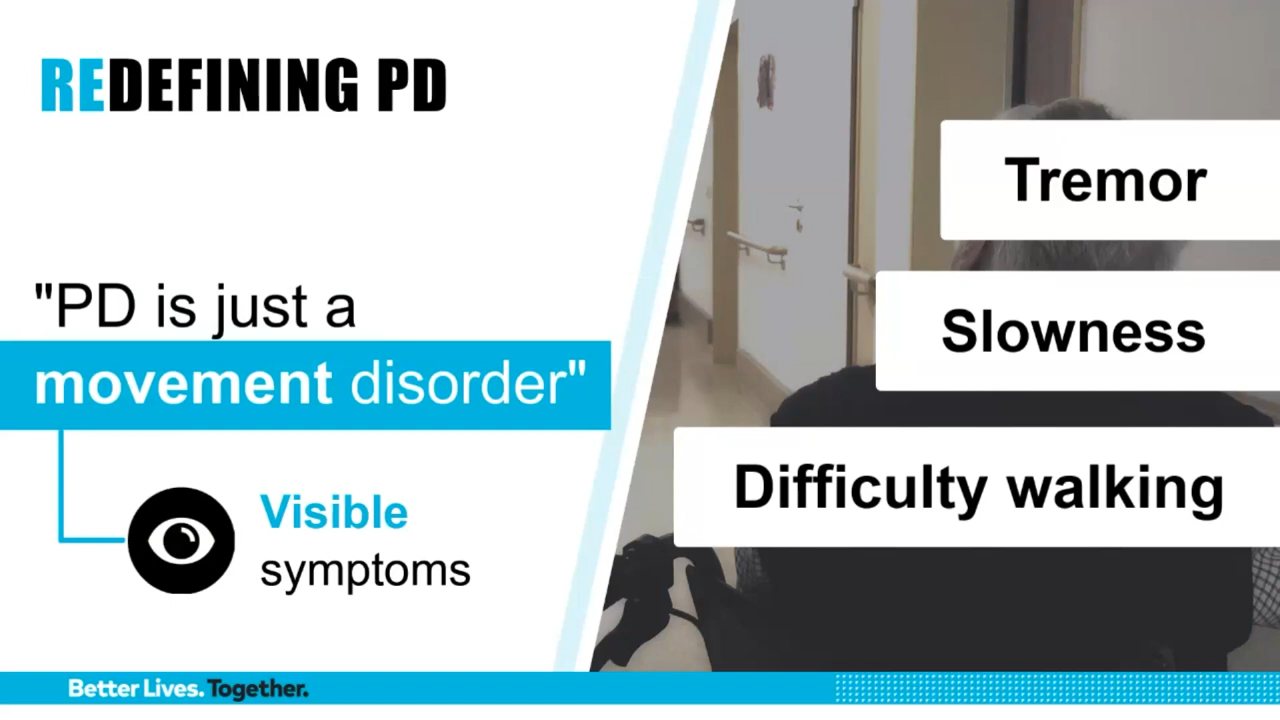 REDEFINING PD
"PD is just a
movement disorder"
Visible
symptoms
Tremor
Slowness
Difficulty walking
Better Lives. Together.